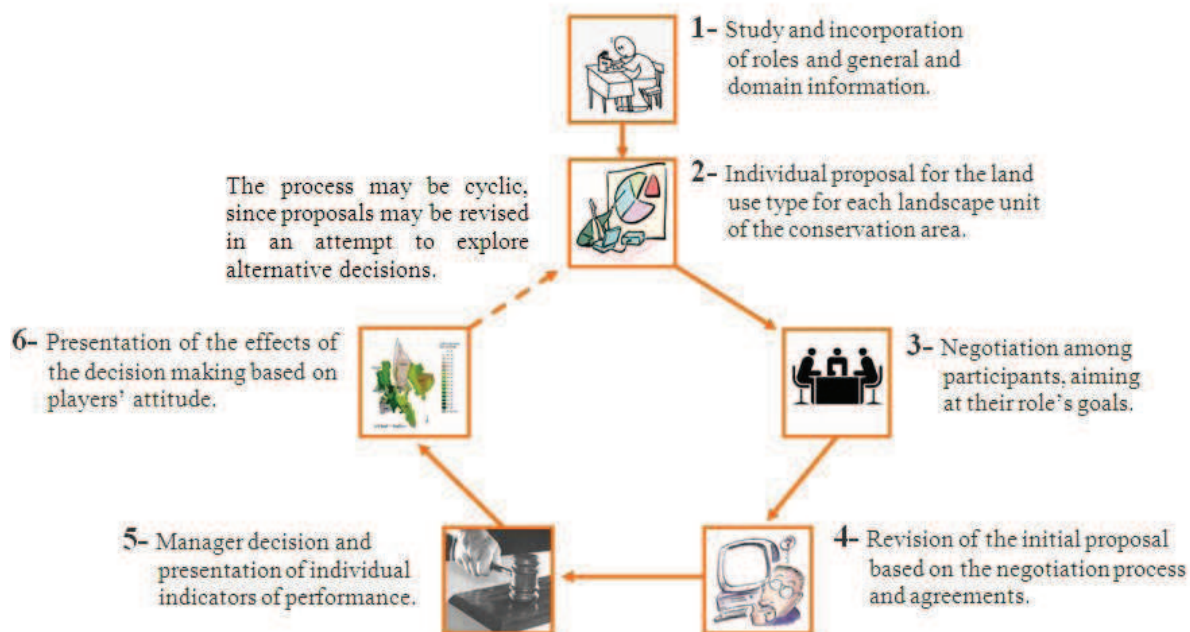 1- Study and incorporation
of roles and general and
domain information.
2- Individual proposal for the land
use type for each landscape unit
of the conservation area.
The process may be cyclic,
since proposals may be revised
in an attempt to explore
alternative decisions.
3- Negotiation among
participants, aiming
at their role's goals.
4- Revision of the initial proposal
based on the negotiation process
and agreements.
5- Manager decision and
presentation of individual
indicators of performance.
6- Presentation of the effects of
the decision making based on
players' attitude.